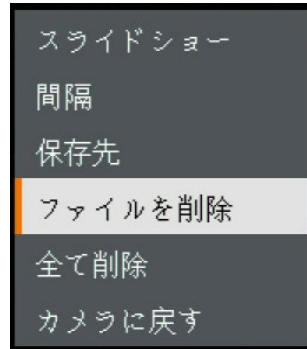 スライドショー
間隔
保存先
ファイルを削除
全て削除
カメラに戻す